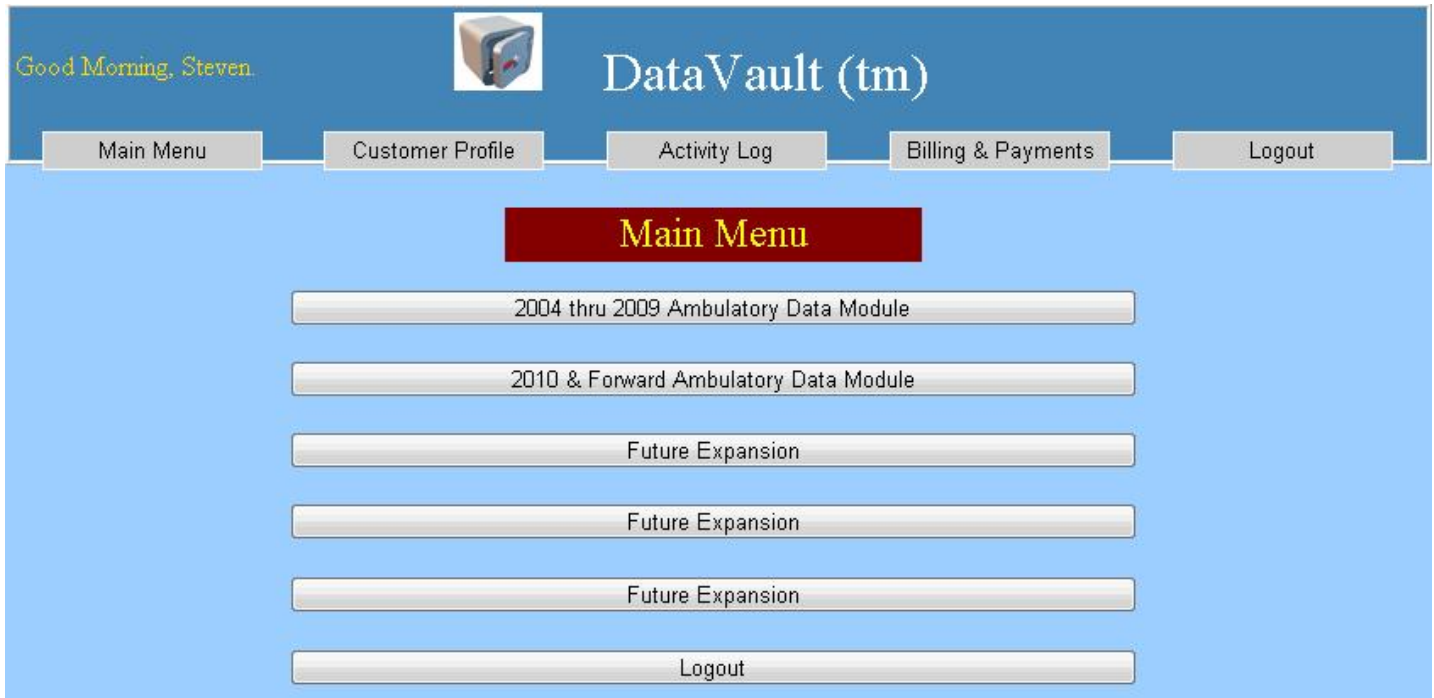 Good Morning, Steven.
DataVault (tm)
Main Menu
Customer Profile
Activity Log
Billing & Payments
Logout
Main Menu
2004 thru 2009 Ambulatory Data Module
2010 & Forward Ambulatory Data Module
Future Expansion
Future Expansion
Future Expansion
Logout